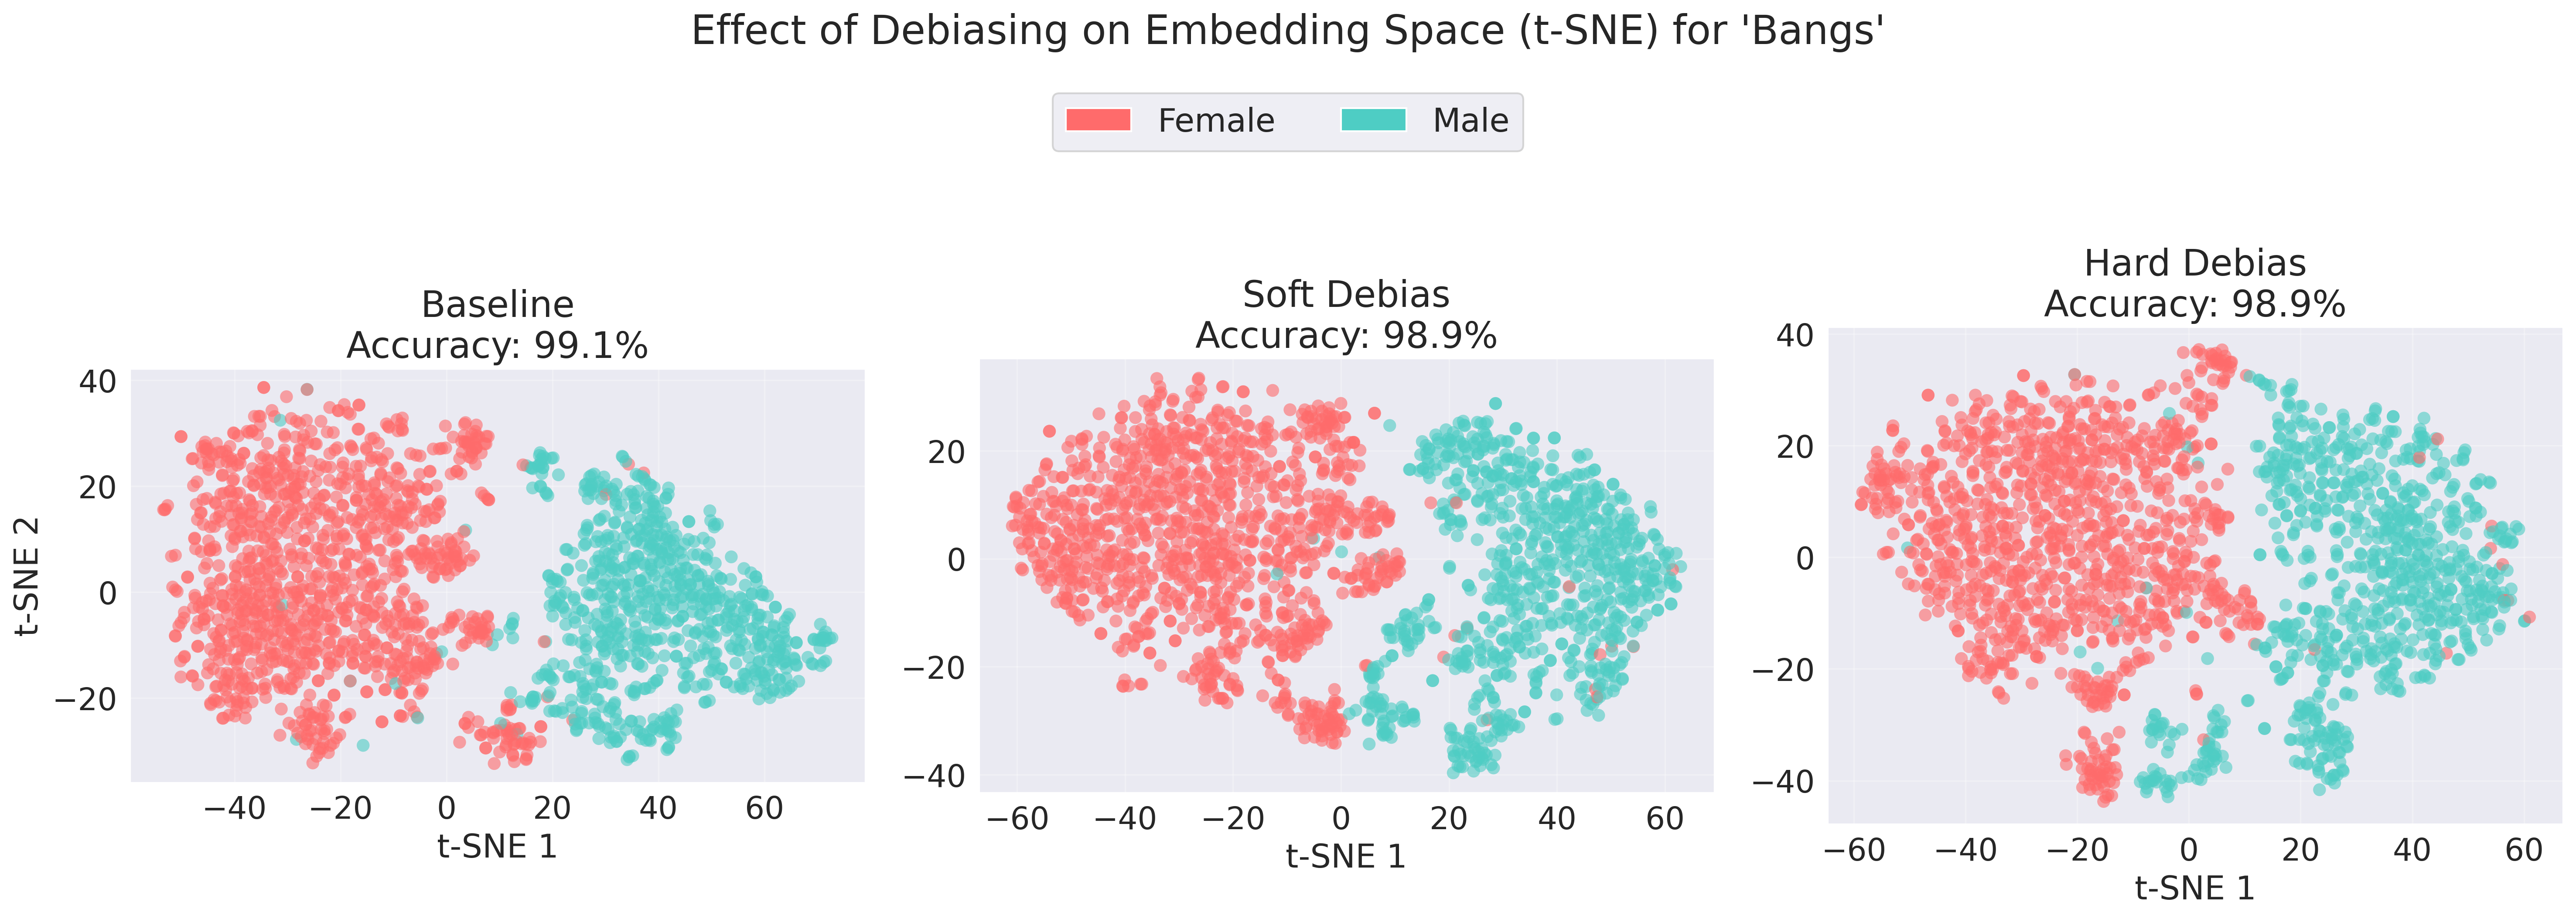 Effect of Debiasing on Embedding Space (t-SNE) for 'Bangs'
Female
Male
Baseline
Accuracy: 99.1%
40
20
0
−20
t-SNE 2
−40
−20
0
20
40
60
t-SNE 1
Soft Debias
Accuracy: 98.9%
20
0
−20
−40
−60
−40
−20
0
20
40
60
t-SNE 1
Hard Debias
Accuracy: 98.9%
40
20
0
−20
−40
−60
−40
−20
0
20
40
60
t-SNE 1